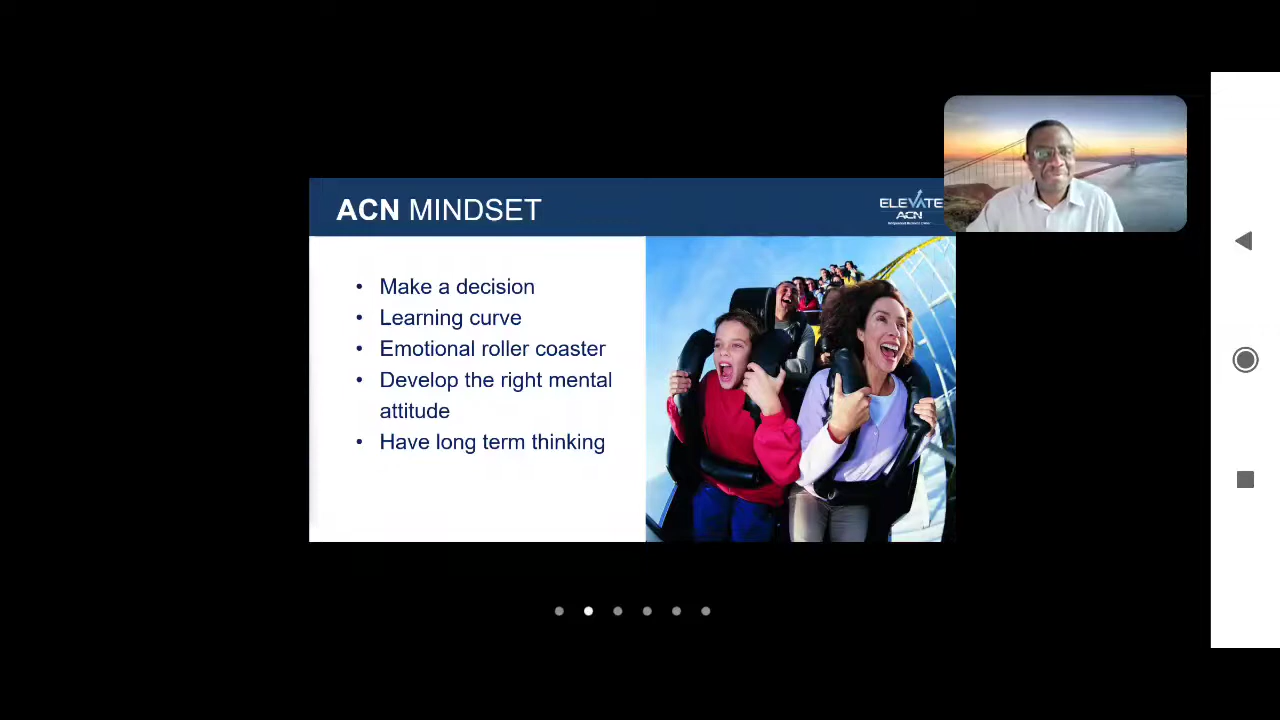 ACN MINDSET
ELEVATE
ACN
• Make a decision
• Learning curve
• Emotional roller coaster
• Develop the right mental
attitude
• Have long term thinking